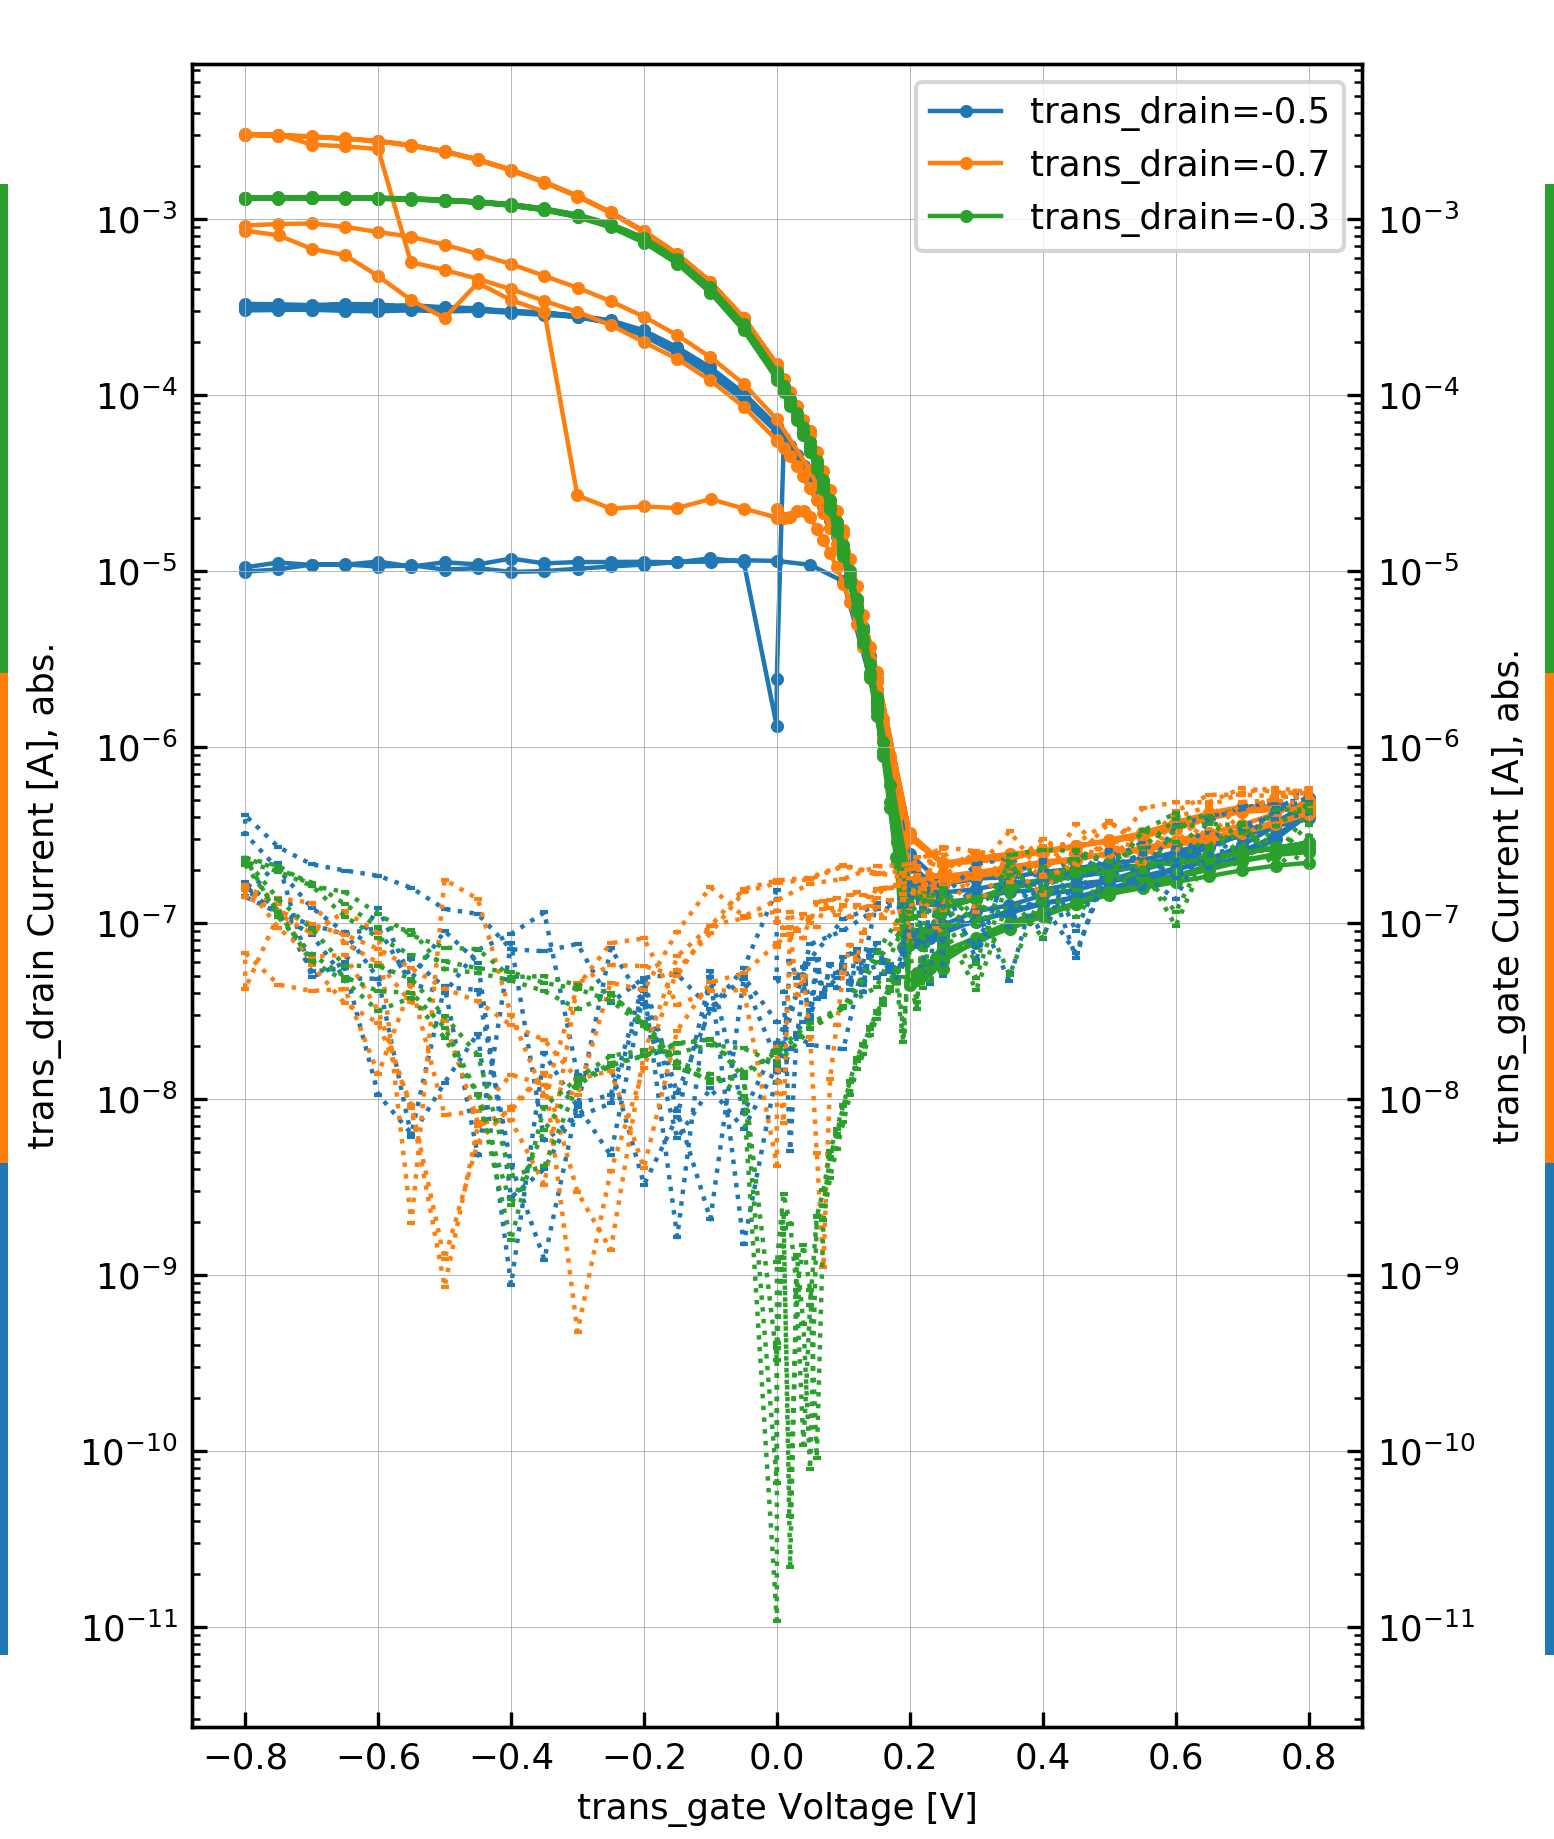 trans_drain=-0.5
trans_drain=-0.7
trans_drain=-0.3
10⁻³
10⁻⁴
10⁻⁵
10⁻⁶
10⁻⁷
10⁻⁸
10⁻⁹
10⁻¹⁰
10⁻¹¹
trans_drain Current [A], abs.
10⁻³
10⁻⁴
10⁻⁵
10⁻⁶
10⁻⁷
10⁻⁸
10⁻⁹
10⁻¹⁰
10⁻¹¹
trans_gate Current [A], abs.
−0.8 −0.6 −0.4 −0.2 0.0 0.2 0.4 0.6 0.8
trans_gate Voltage [V]